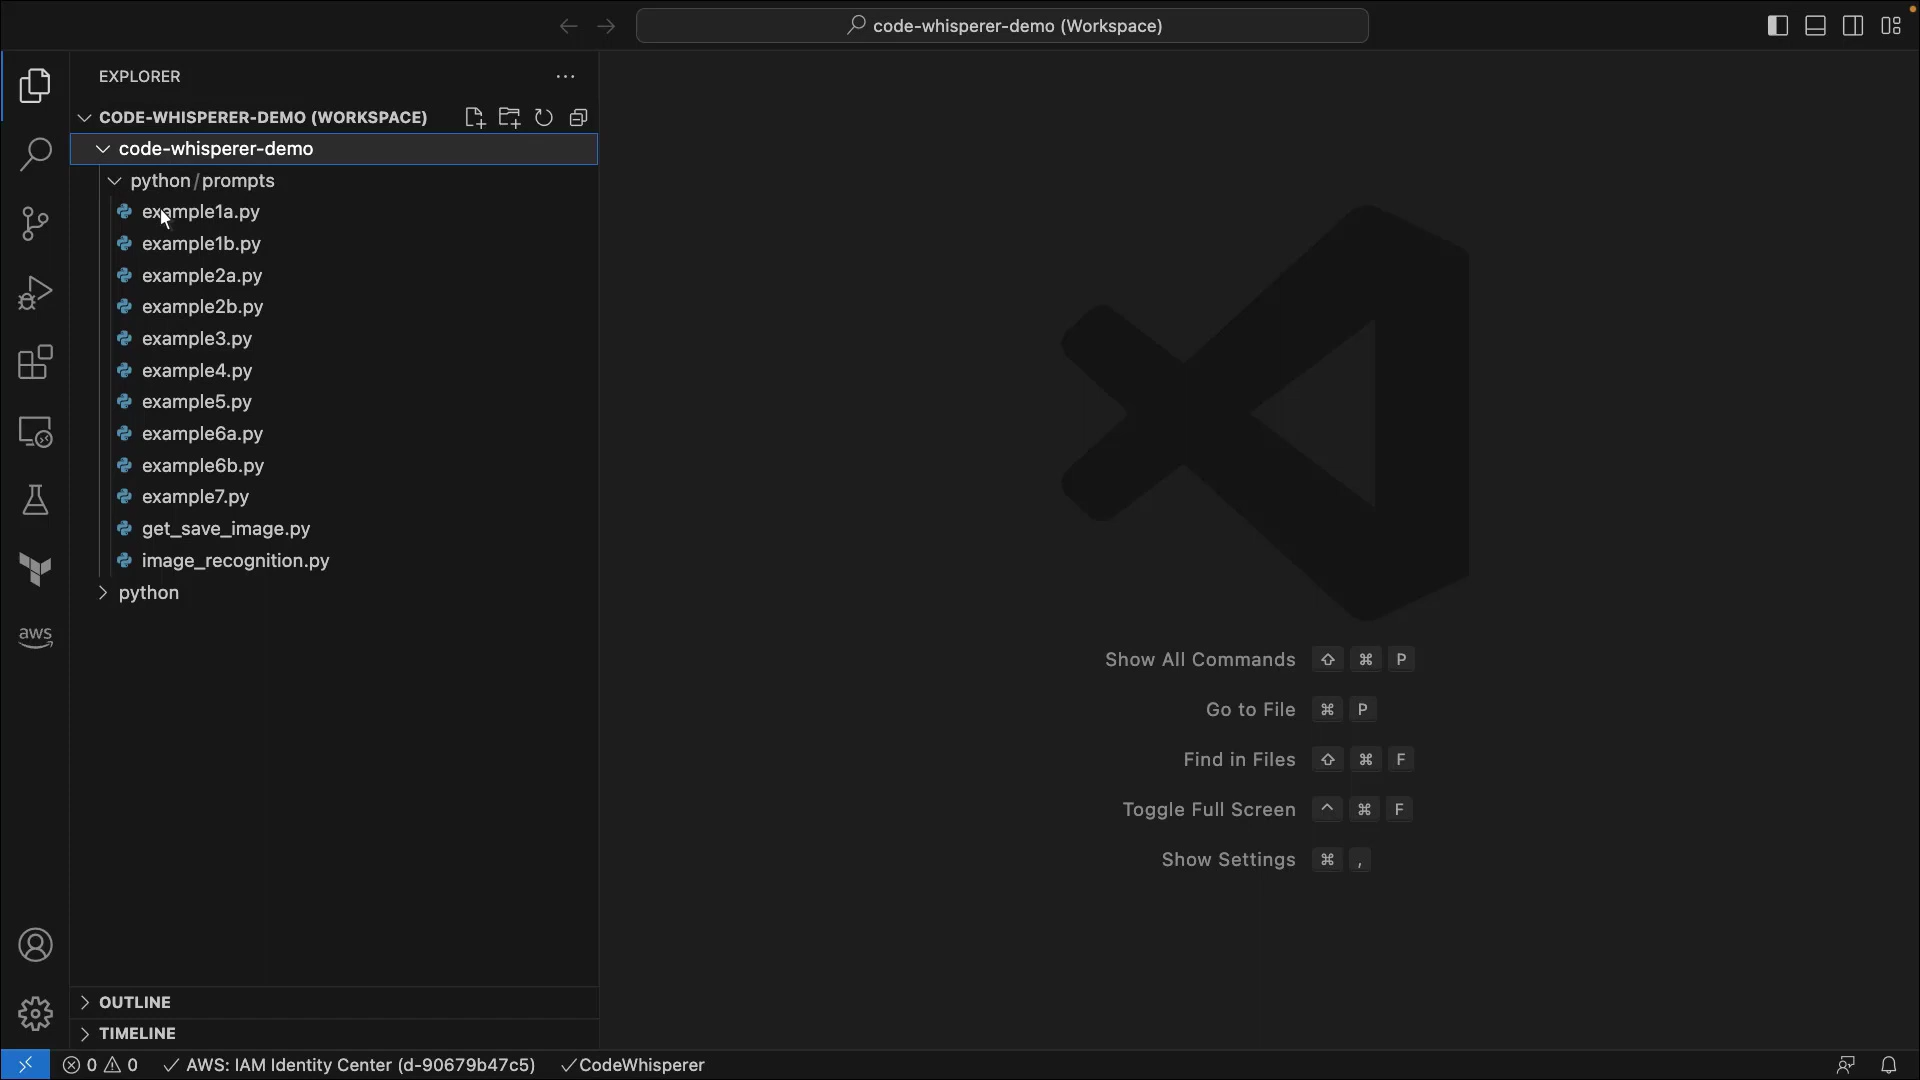 code-whisperer-demo (Workspace)
EXPLORER
CODE-WHISPERER-DEMO (WORKSPACE)
code-whisperer-demo
python/prompts
example1a.py
example1b.py
example2a.py
example2b.py
example3.py
example4.py
example5.py
example6a.py
example6b.py
example7.py
get_save_image.py
image_recognition.py
python
aws
Show All Commands ⇧ ⌘ P
Go to File ⌘ P
Find in Files ⇧ ⌘ F
Toggle Full Screen ^ ⌘ F
Show Settings ⌘ ,
OUTLINE
TIMELINE
0 0 AWS: IAM Identity Center (d-90679b47c5) CodeWhisperer